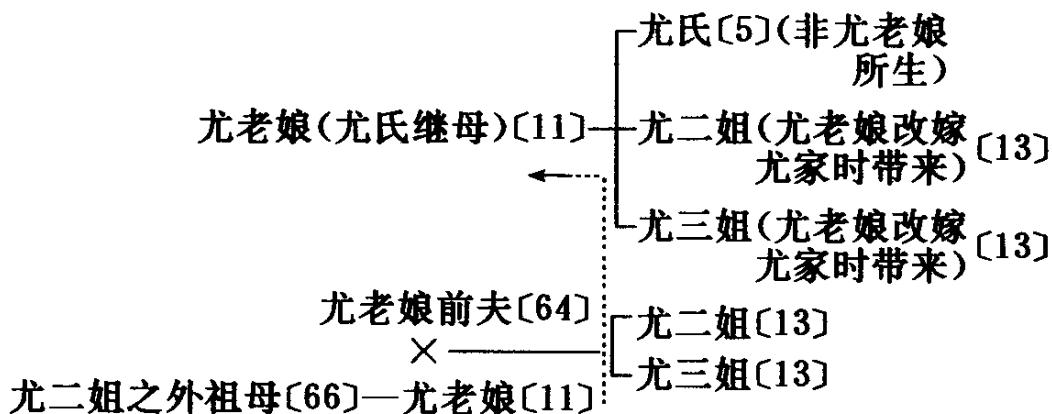 尤氏〔5〕(非尤老娘
所生)
尤老娘(尤氏继母)〔11〕
尤二姐(尤老娘改嫁
尤家时带来)〔13〕
尤三姐(尤老娘改嫁
尤家时带来)〔13〕
尤老娘前夫〔64〕
尤二姐〔13〕
×
尤三姐〔13〕
尤二姐之外祖母〔66〕—尤老娘〔11〕